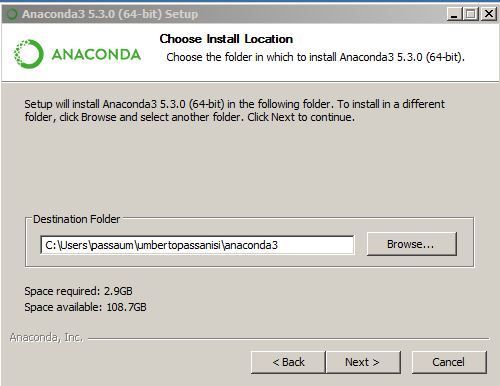 Anaconda3 5.3.0 (64-bit) Setup
ANACONDA
Choose Install Location
Choose the folder in which to install Anaconda3 5.3.0 (64-bit).
Setup will install Anaconda3 5.3.0 (64-bit) in the following folder. To install in a different
folder, click Browse and select another folder. Click Next to continue.
Destination Folder
C:\Users\passaum\umbertopassanisi\anaconda3
Browse...
Space required: 2.9GB
Space available: 108.7GB
Anaconda, Inc.
< Back
Next >
Cancel